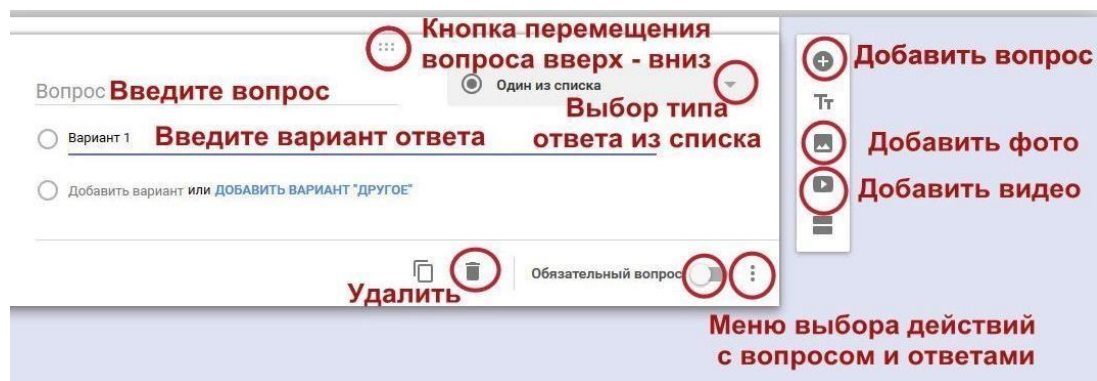 Кнопка перемещения
вопроса вверх - вниз
Добавить вопрос
Вопрос Введите вопрос
Один из списка
Tт
Выбор типа
ответа из списка
Вариант 1 Введите вариант ответа
Добавить фото
Добавить вариант или ДОБАВИТЬ ВАРИАНТ "ДРУГОЕ"
Добавить видео
Обязательный вопрос
Удалить
Меню выбора действий
с вопросом и ответами